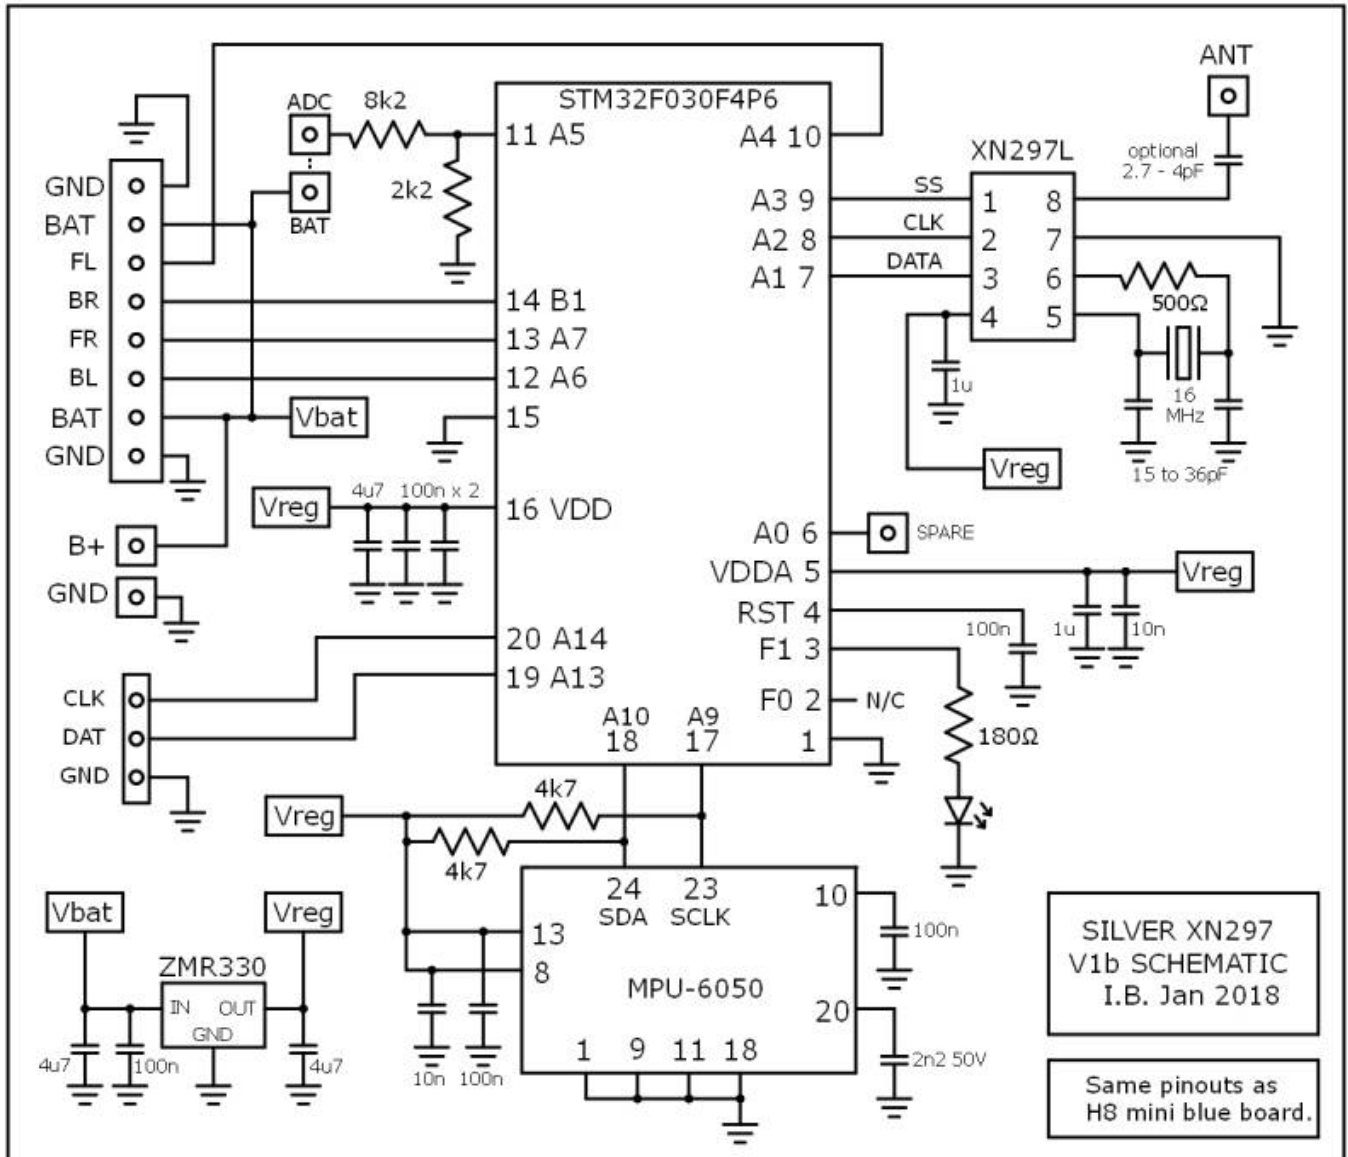 ANT
STM32F030F4P6
ADC
8k2
11 A5
A4 10
XN297L
optional
2.7 - 4pF
GND
BAT
FL
BR
FR
BL
BAT
GND
2k2
BAT
A3 9
SS
1
8
A2 8
CLK
2
7
A1 7
DATA
3
6
4
5
500Ω
14 B1
13 A7
12 A6
15
Vbat
1u
16
MHz
Vreg
15 to 36pF
Vreg
4u7
100n x 2
16 VDD
A0 6
SPARE
B+
GND
VDDA 5
Vreg
RST 4
100n
1u
10n
20 A14
F1 3
19 A13
CLK
DAT
GND
F0 2
N/C
A10
18
A9
17
1
180Ω
Vreg
4k7
4k7
24
SDA
23
SCLK
10
100n
13
8
MPU-6050
20
2n2 50V
1
9
11
18
10n
100n
Vbat
Vreg
ZMR330
IN
OUT
GND
4u7
100n
4u7
SILVER XN297
V1b SCHEMATIC
I.B. Jan 2018
Same pinouts as
H8 mini blue board.